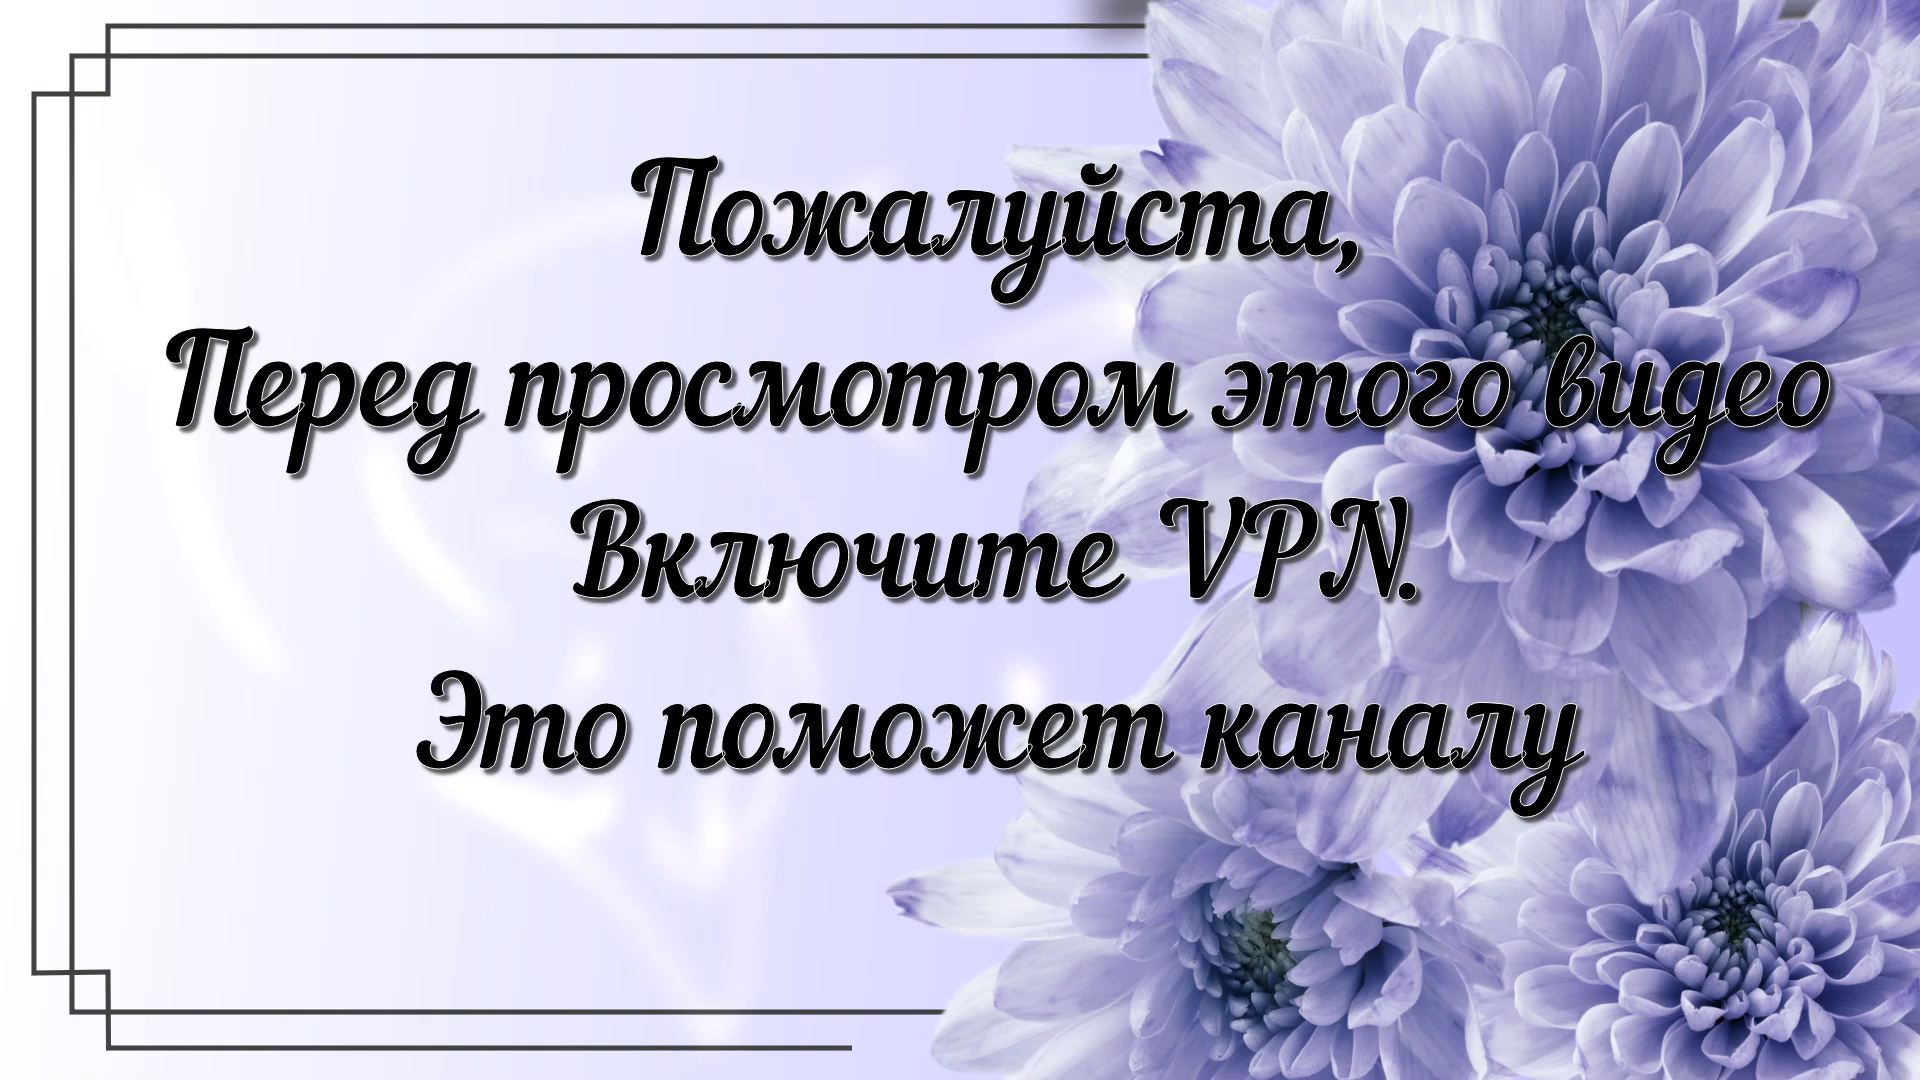 Пожалуйста,
Перед просмотром этого видео
Включите VPN.
Это поможет каналу